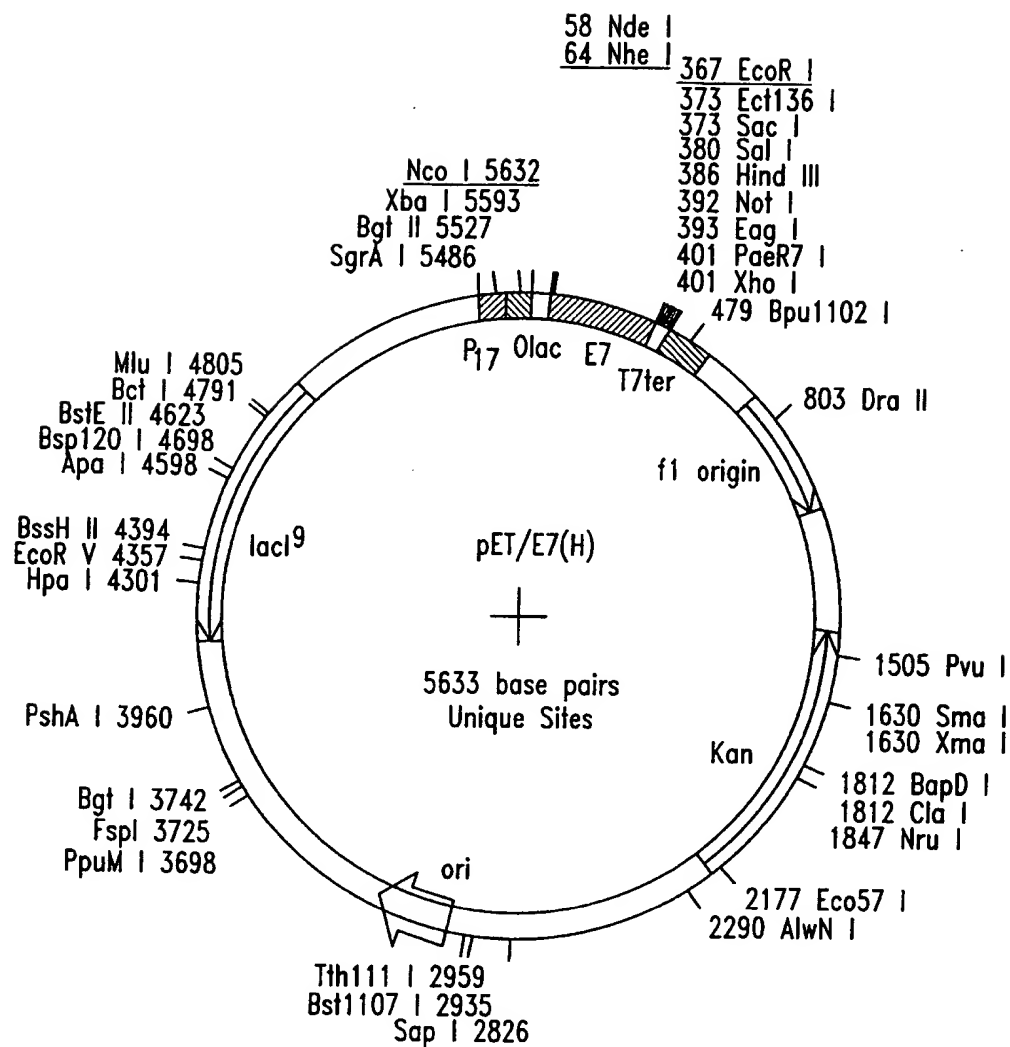 58 Nde I
64 Nhe I
367 EcoR I
373 Ect136 I
373 Sac I
380 Sal I
386 Hind III
392 Not I
393 Eag I
401 PaeR7 I
401 Xho I
479 Bpu1102 I
Nco I 5632
Xba I 5593
Bgt II 5527
SgrA I 5486
P17
Olac
E7
T7ter
803 Dra II
f1 origin
Mlu I 4805
Bct I 4791
BstE II 4623
Bsp120 I 4698
Apa I 4598
BssH II 4394
EcoR V 4357
Hpa I 4301
lacI9
pET/E7(H)
5633 base pairs
Unique Sites
1505 Pvu I
1630 Sma I
1630 Xma I
Kan
1812 BapD I
1812 Cla I
1847 Nru I
PshA I 3960
Bgt I 3742
FspI 3725
PpuM I 3698
ori
2177 Eco57 I
2290 AlwN I
Tth111 I 2959
Bst1107 I 2935
Sap I 2826